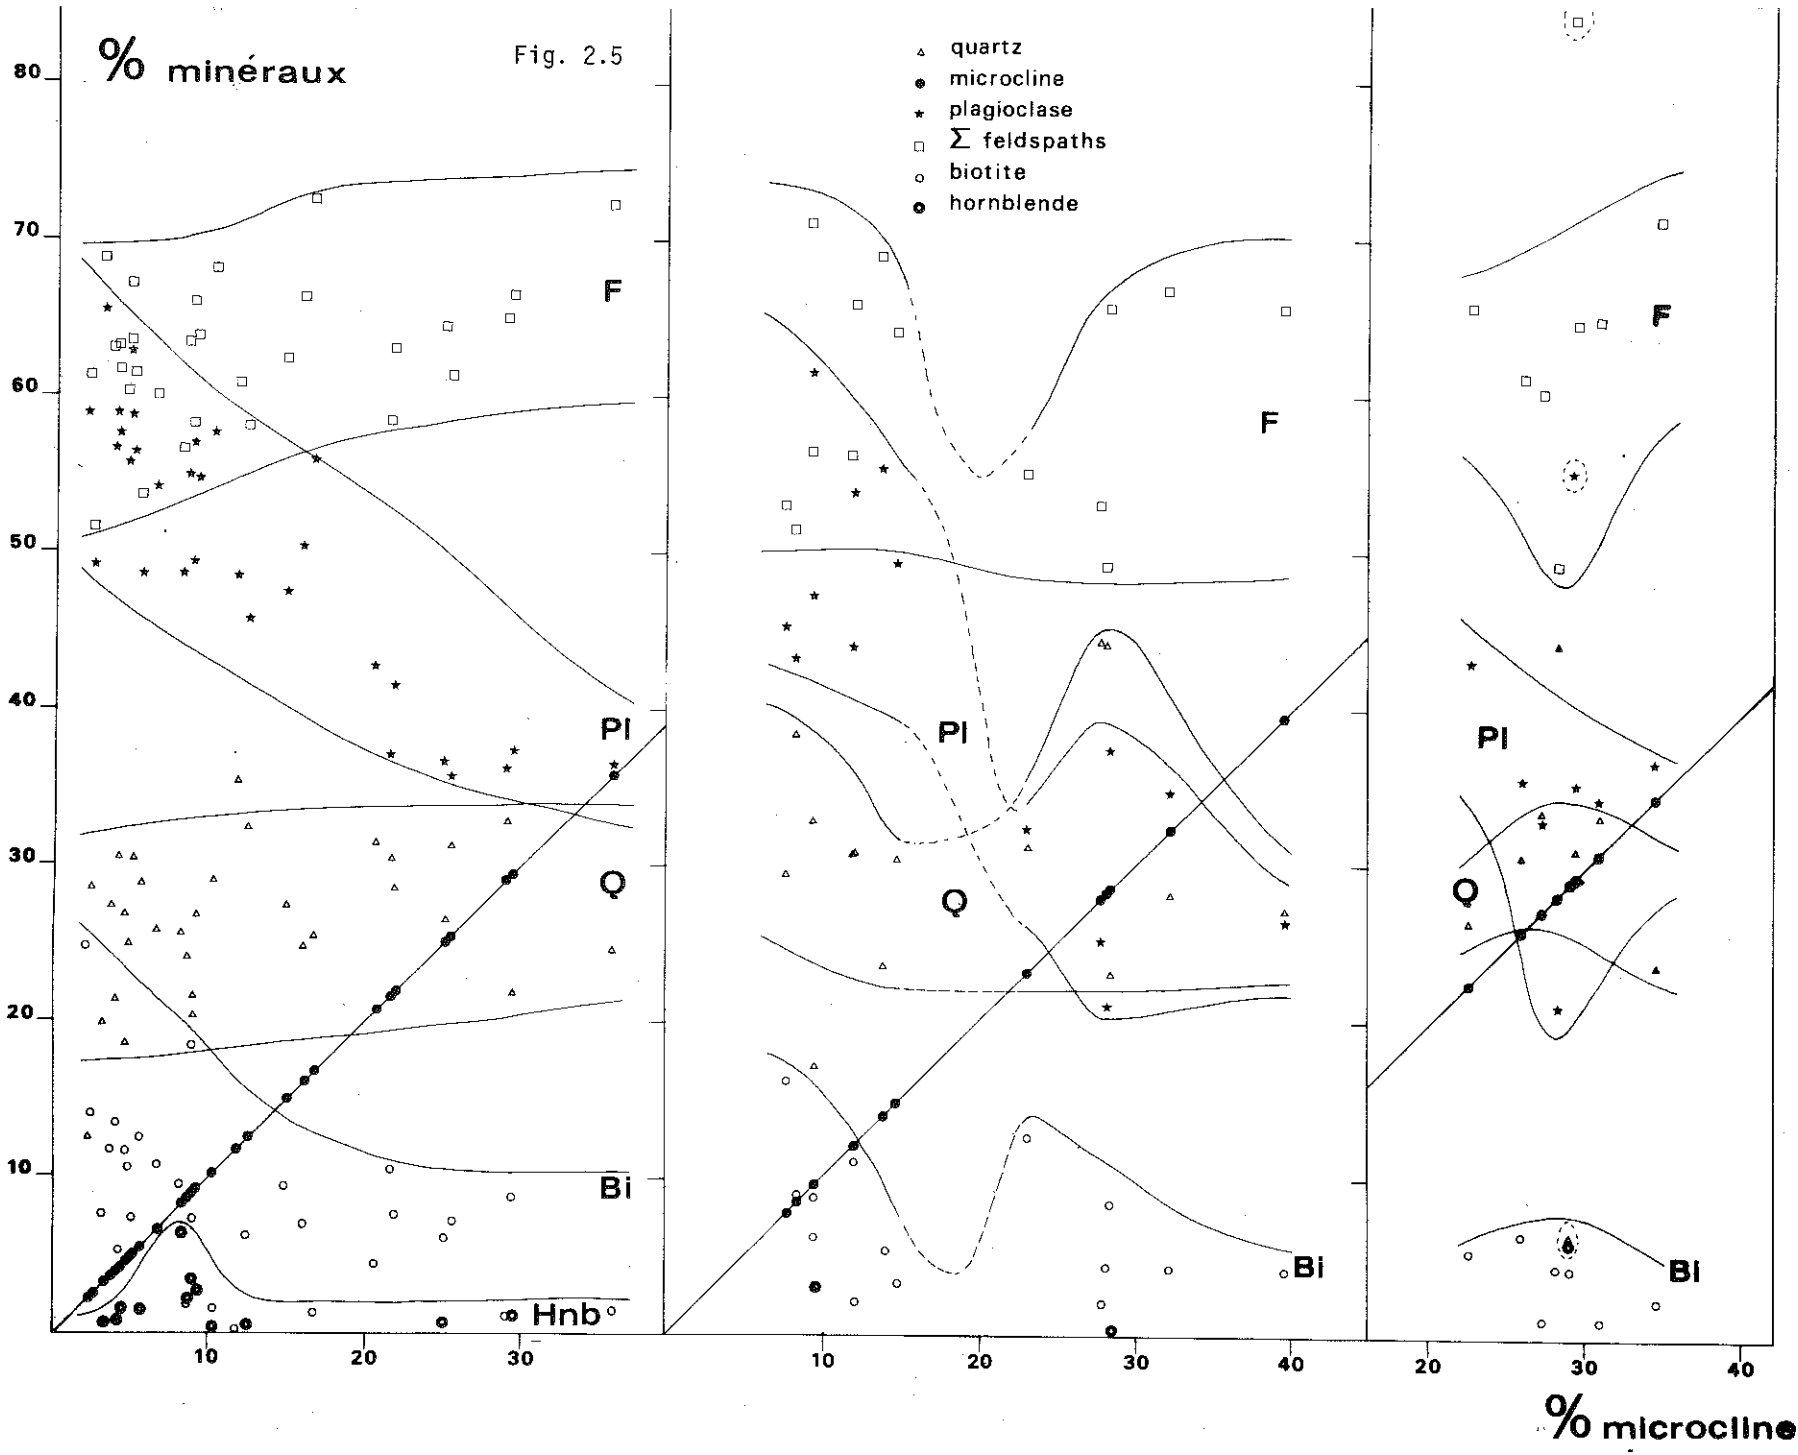 % minéraux
Fig. 2.5
quartz
microcline
plagioclase
Σ feldspaths
biotite
hornblende
80
70
60
50
40
30
20
10
F
Pl
Q
Bi
Hnb
10 20 30
F
Pl
Q
Bi
10 20 30 40
F
Pl
Q
Bi
20 30 40
% microcline